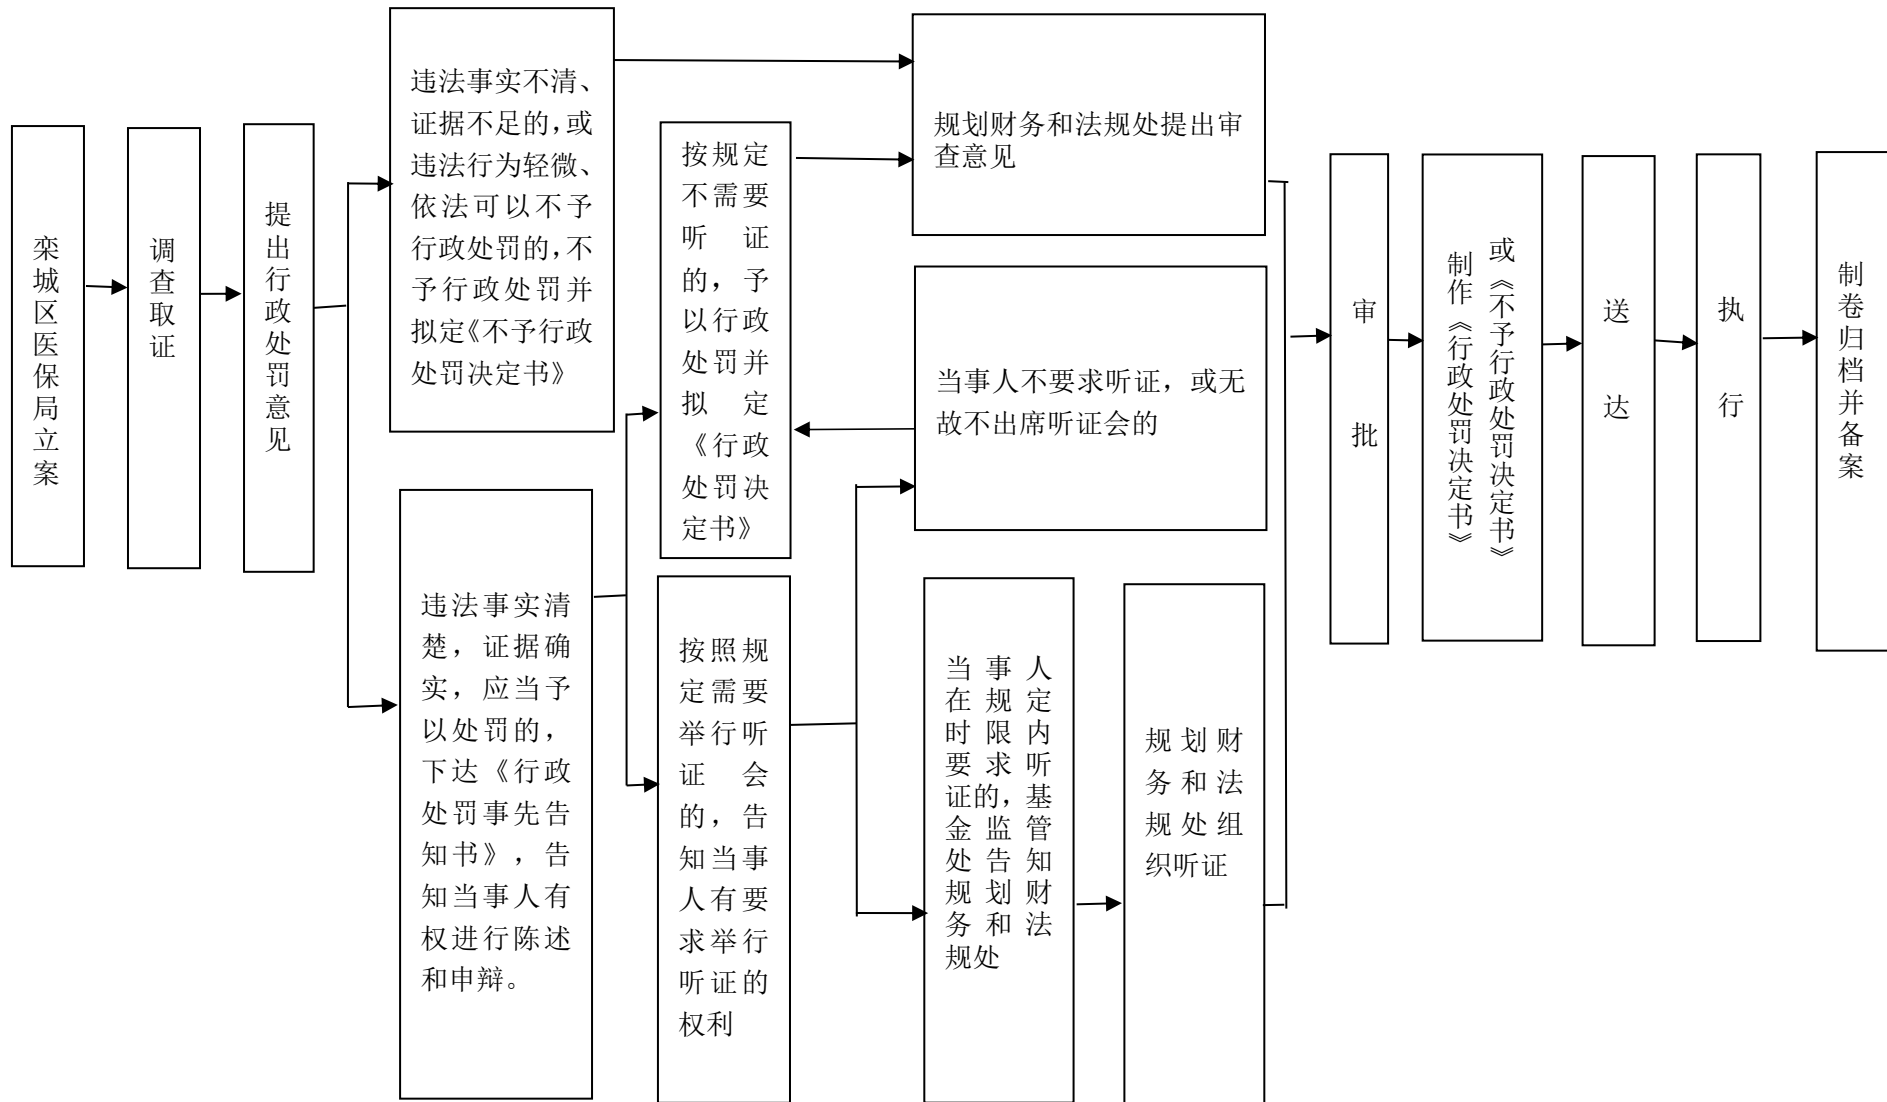 栾城区医保局立案
调查取证
提出行政处罚意见
违法事实不清、
证据不足的,或
违法行为轻微、
依法可以不予
行政处罚的,不
予行政处罚并
拟定《不予行政
处罚决定书》
违法事实清
楚，证据确
实，应当予
以处罚的，
下达《行政
处罚事先告
知书》，告
知当事人有
权进行陈述
和申辩。
按规定
不需要
听证
的，予
以行政
处罚并
拟定
《行政
处罚决
定书》
按照规
定需要
举行听
证会
的，告
知当事
人有要
求举行
听证的
权利
规划财务和法规处提出审
查意见
当事人不要求听证，或无
故不出席听证会的
当事人
在规定
时限内
要求听
证的,基
金监管
处告知
规划财
务和法
规处
规划财
务和法
规处组
织听证
审批
制作《行政处罚决定书》
或《不予行政处罚决定书》
送达
执行
制卷归档并备案